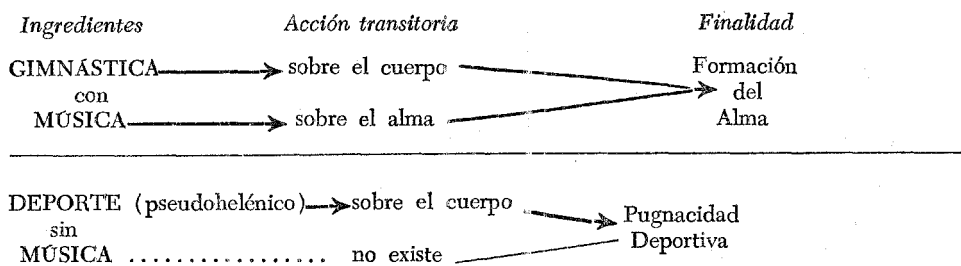 Ingredientes Acción transitoria Finalidad
GIMNÁSTICA sobre el cuerpo Formación
con del
MÚSICA sobre el alma Alma
DEPORTE (pseudohelénico) sobre el cuerpo Pugnacidad
sin Deportiva
MÚSICA ................. no existe